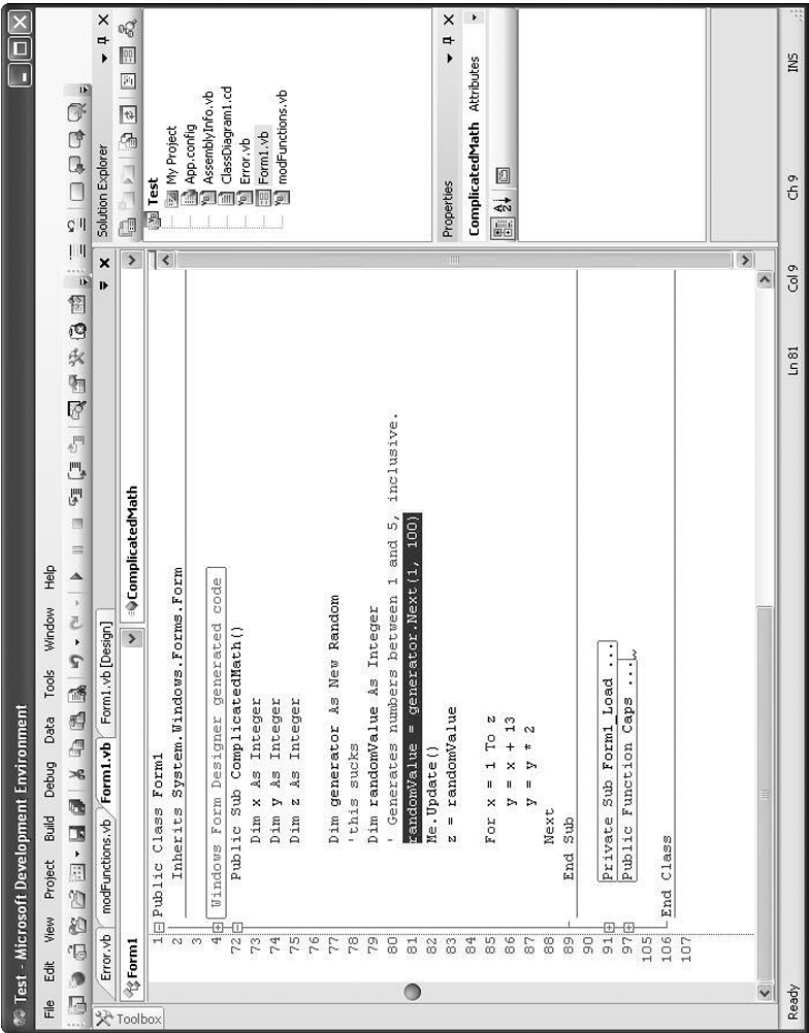 Test - Microsoft Development Environment
File Edit View Project Build Debug Data Tools Window Help
Error.vb modFunctions.vb Form1.vb Form1.vb [Design]
Toolbox
Form1 ComplicatedMath
1 Public Class Form1
2 Inherits System.Windows.Forms.Form
3
4 Windows Form Designer generated code
72 Public Sub ComplicatedMath()
73 Dim x As Integer
74 Dim y As Integer
75 Dim z As Integer
76
77 Dim generator As New Random
78 'this sucks
79 Dim randomValue As Integer
80 ' Generates numbers between 1 and 5, inclusive.
81 randomValue = generator.Next(1, 100)
82 Me.Update()
83 z = randomValue
84
85 For x = 1 To z
86 y = x + 13
87 y = y * 2
88 Next
89 End Sub
90
91 Private Sub Form1_Load ...
97 Public Function Caps ...
105
106 End Class
107
Solution Explorer
Test
My Project
App.config
AssemblyInfo.vb
ClassDiagram1.cd
Error.vb
Form1.vb
modFunctions.vb
Properties
ComplicatedMath Attributes
Ready Ln 81 Col 9 Ch 9 INS